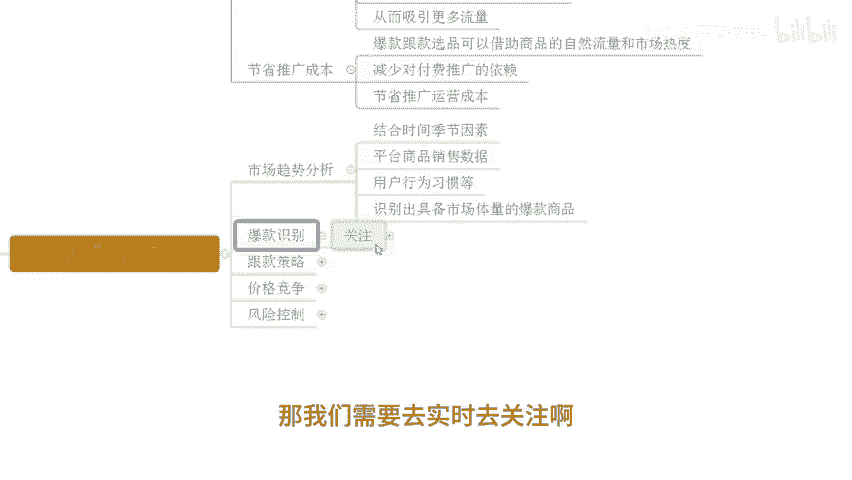 从而吸引更多流量
bilibili
爆款跟款选品可以借助商品的自然流量和市场热度
节省推广成本
减少对付费推广的依赖
节省推广运营成本
结合时间季节因素
平台商品销售数据
市场趋势分析
用户行为习惯等
识别出具备市场体量的爆款商品
爆款识别
关注
跟款策略
价格竞争
风险控制
那我们需要去实时去关注啊